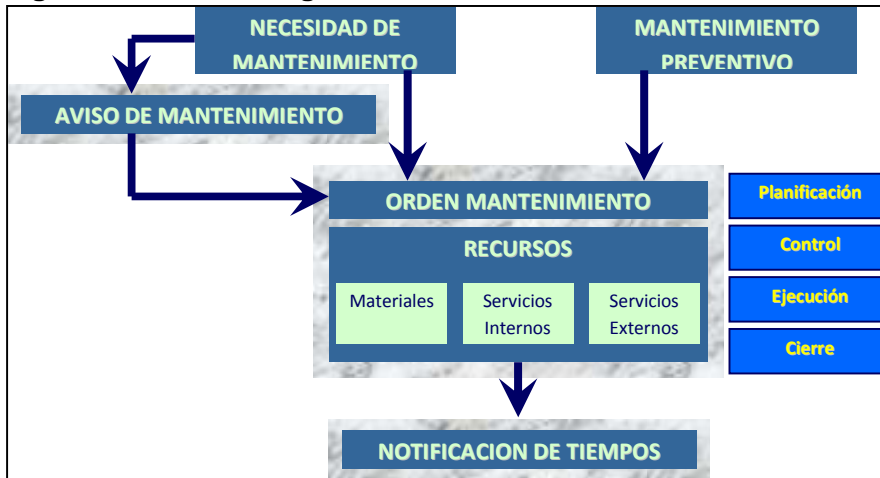 NECESIDAD DE
MANTENIMIENTO
MANTENIMIENTO
PREVENTIVO
AVISO DE MANTENIMIENTO
ORDEN MANTENIMIENTO
RECURSOS
Materiales
Servicios
Internos
Servicios
Externos
Planificación
Control
Ejecución
Cierre
NOTIFICACION DE TIEMPOS